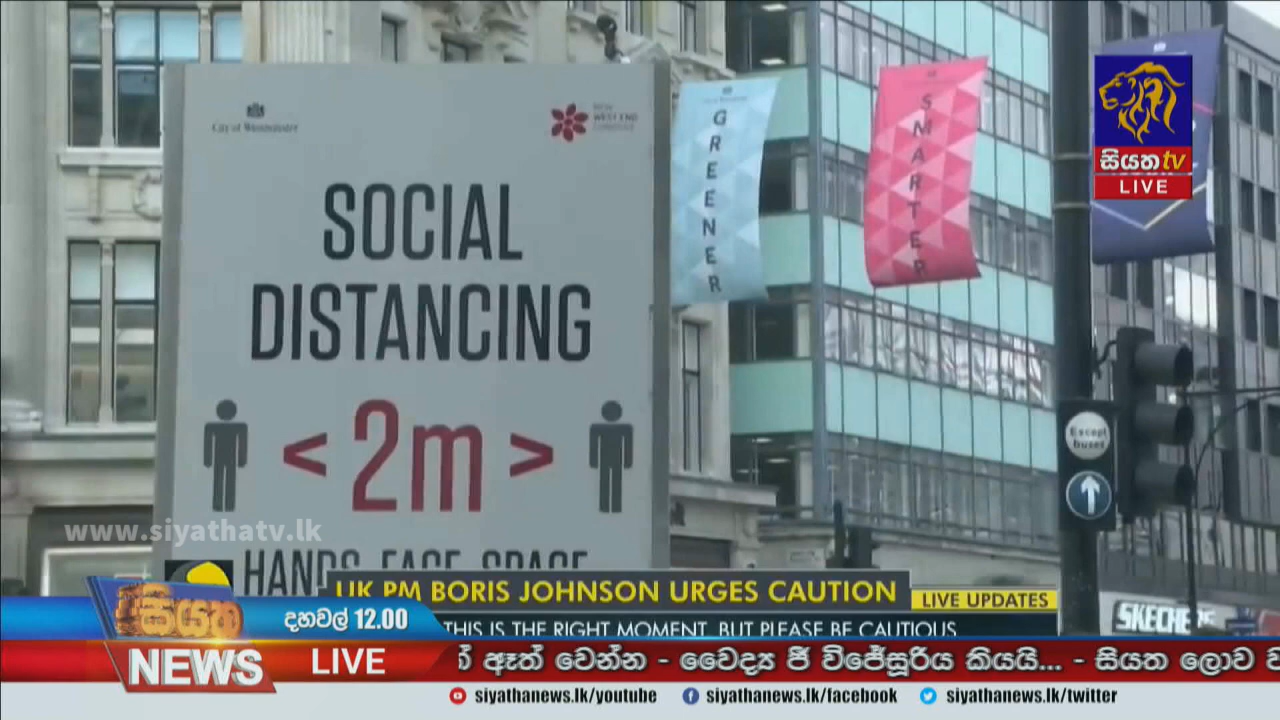 City of Westminster
NEW
WEST END
COMPANY
SOCIAL
DISTANCING
< 2m >
HANDS FACE SPACE
GREENER
SMARTER
සියත tv
LIVE
Except
buses
www.siyathatv.lk
UK PM BORIS JOHNSON URGES CAUTION
LIVE UPDATES
THIS IS THE RIGHT MOMENT, BUT PLEASE BE CAUTIOUS
SKECHERS
සියත
දහවල් 12.00
NEWS LIVE
ඈත් වෙන්න - වෛද්‍ය ජී විජේසූරිය කියයි... - සියත ලොව
siyathanews.lk/youtube siyathanews.lk/facebook siyathanews.lk/twitter